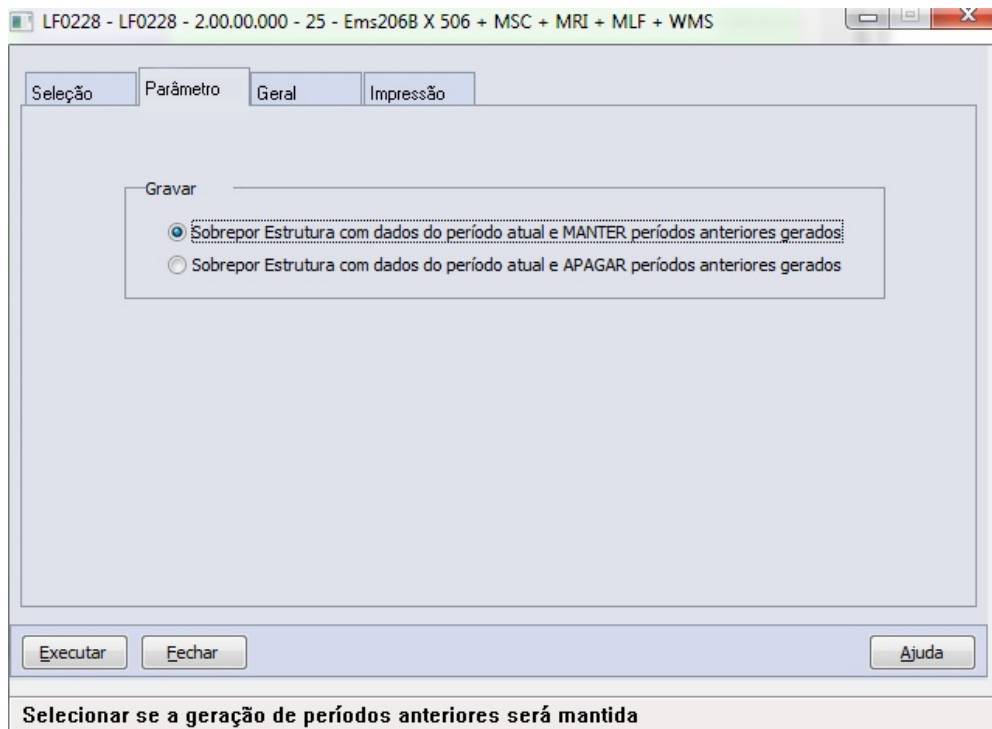 LF0228 - LF0228 - 2.00.00.000 - 25 - Ems206B X 506 + MSC + MRI + MLF + WMS
Seleção Parâmetro Geral Impressão
Gravar
Sobrepor Estrutura com dados do período atual e MANTER períodos anteriores gerados
Sobrepor Estrutura com dados do período atual e APAGAR períodos anteriores gerados
Executar Fechar Ajuda
Selecionar se a geração de períodos anteriores será mantida